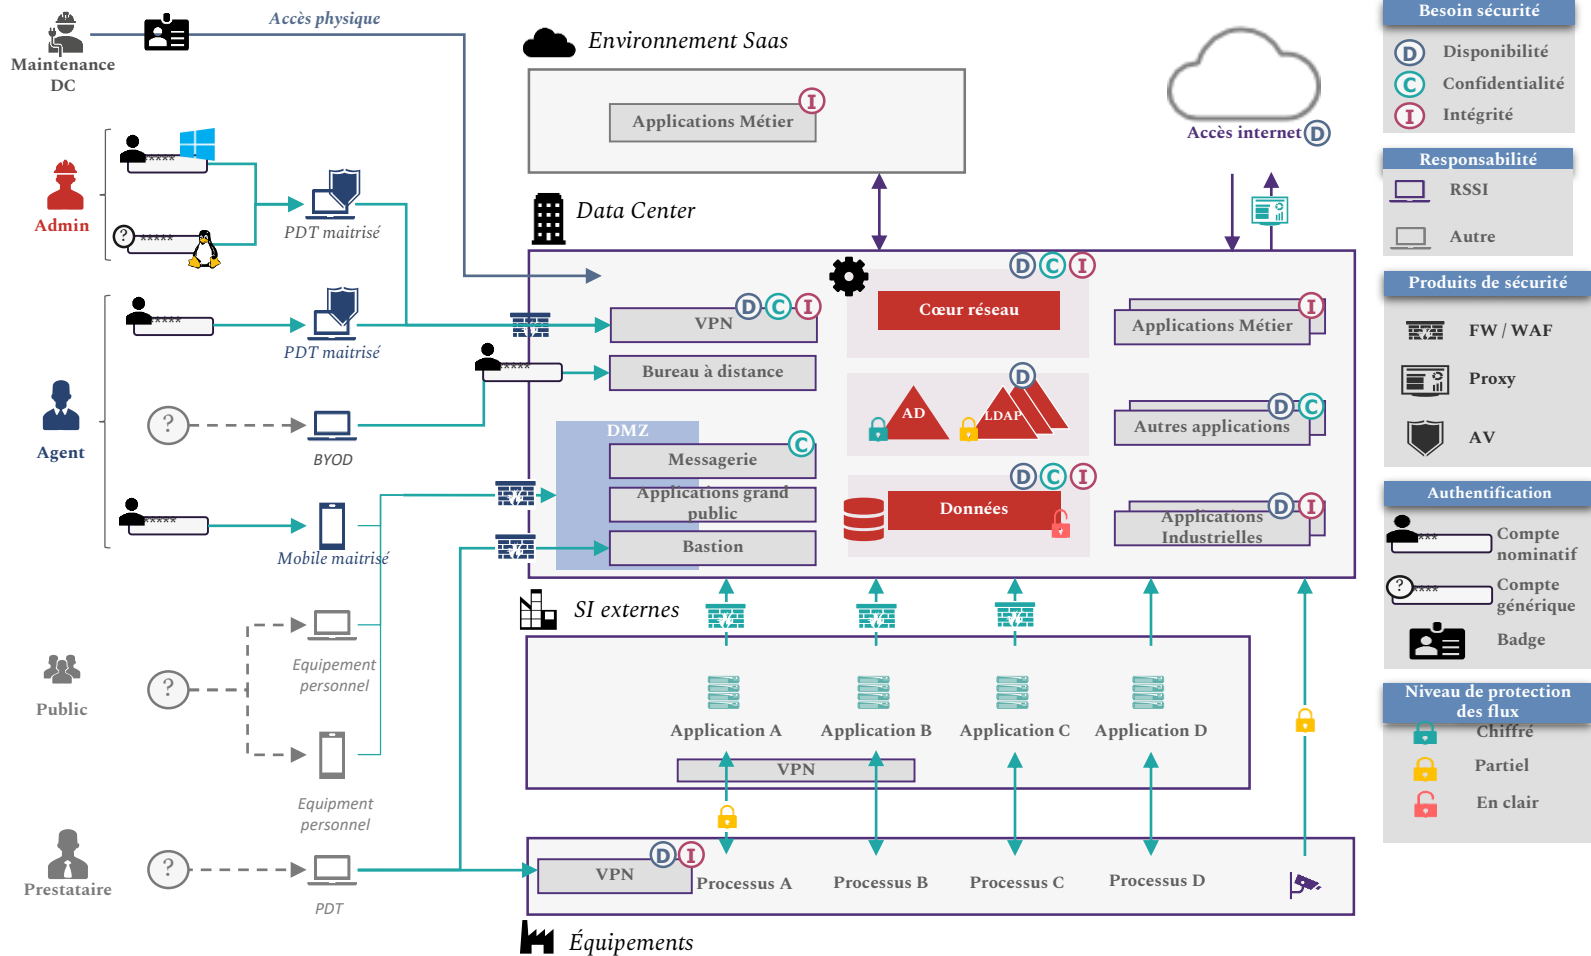 Accès physique
Maintenance
DC
Environnement Saas
Applications Métier
I
Accès internet
D
Besoin sécurité
D
Disponibilité
C
Confidentialité
I
Intégrité
Responsabilité
RSSI
Autre
Produits de sécurité
FW / WAF
Proxy
AV
Authentification
****
Compte
nominatif
?
****
Compte
générique
Badge
Niveau de protection
des flux
Chiffré
Partiel
En clair
Admin
*****
?
*****
PDT maitrisé
Agent
*****
PDT maitrisé
?
BYOD
*****
*****
Mobile maitrisé
Public
?
Equipement
personnel
Equipment
personnel
Prestataire
?
PDT
Data Center
VPN
D
C
I
Bureau à distance
DMZ
Messagerie
C
Applications grand
public
Bastion
D
C
I
Cœur réseau
AD
LDAP
D
D
C
I
Données
Applications Métier
I
Autres applications
D
C
Applications
Industrielles
D
I
SI externes
Application A
Application B
Application C
Application D
VPN
VPN
D
I
Processus A
Processus B
Processus C
Processus D
Équipements